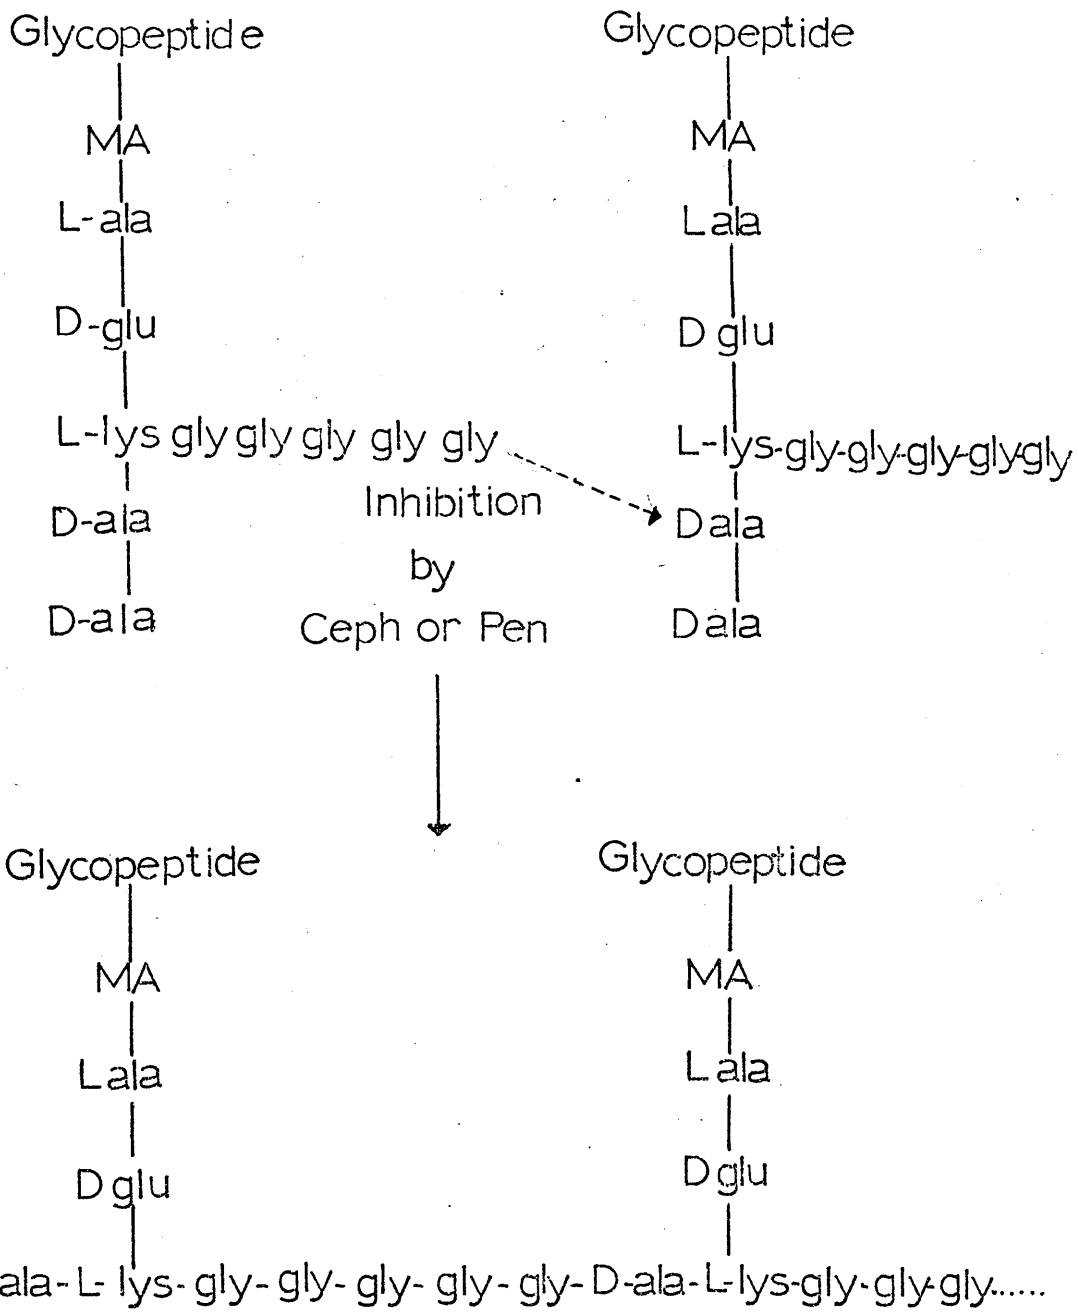 Glycopeptide Glycopeptide
MA MA
L-ala Lala
D-glu D glu
L-lys gly gly gly gly gly L-lys-gly-gly-gly-glygly
Inhibition
D-ala Dala
by
D-ala Dala
Ceph or Pen
Glycopeptide Glycopeptide
MA MA
Lala Lala
Dglu Dglu
ala-L-lys-gly-gly-gly-gly-gly-D-ala-L-lys-gly-gly-gly......